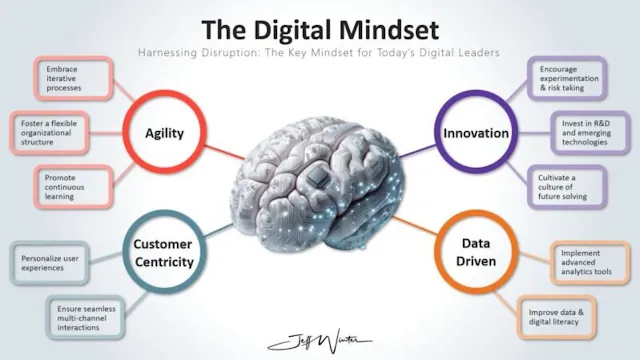 The Digital Mindset
Harnessing Disruption: The Key Mindset for Today's Digital Leaders
Embrace
iterative
processes
Foster a flexible
organizational
structure
Promote
continuous
learning
Agility
Customer
Centricity
Personalize user
experiences
Ensure seamless
multi-channel
interactions
Innovation
Encourage
experimentation
& risk taking
Invest in R&D
and emerging
technologies
Cultivate a
culture of
future solving
Data
Driven
Implement
advanced
analytics tools
Improve data &
digital literacy
Jeff Winter